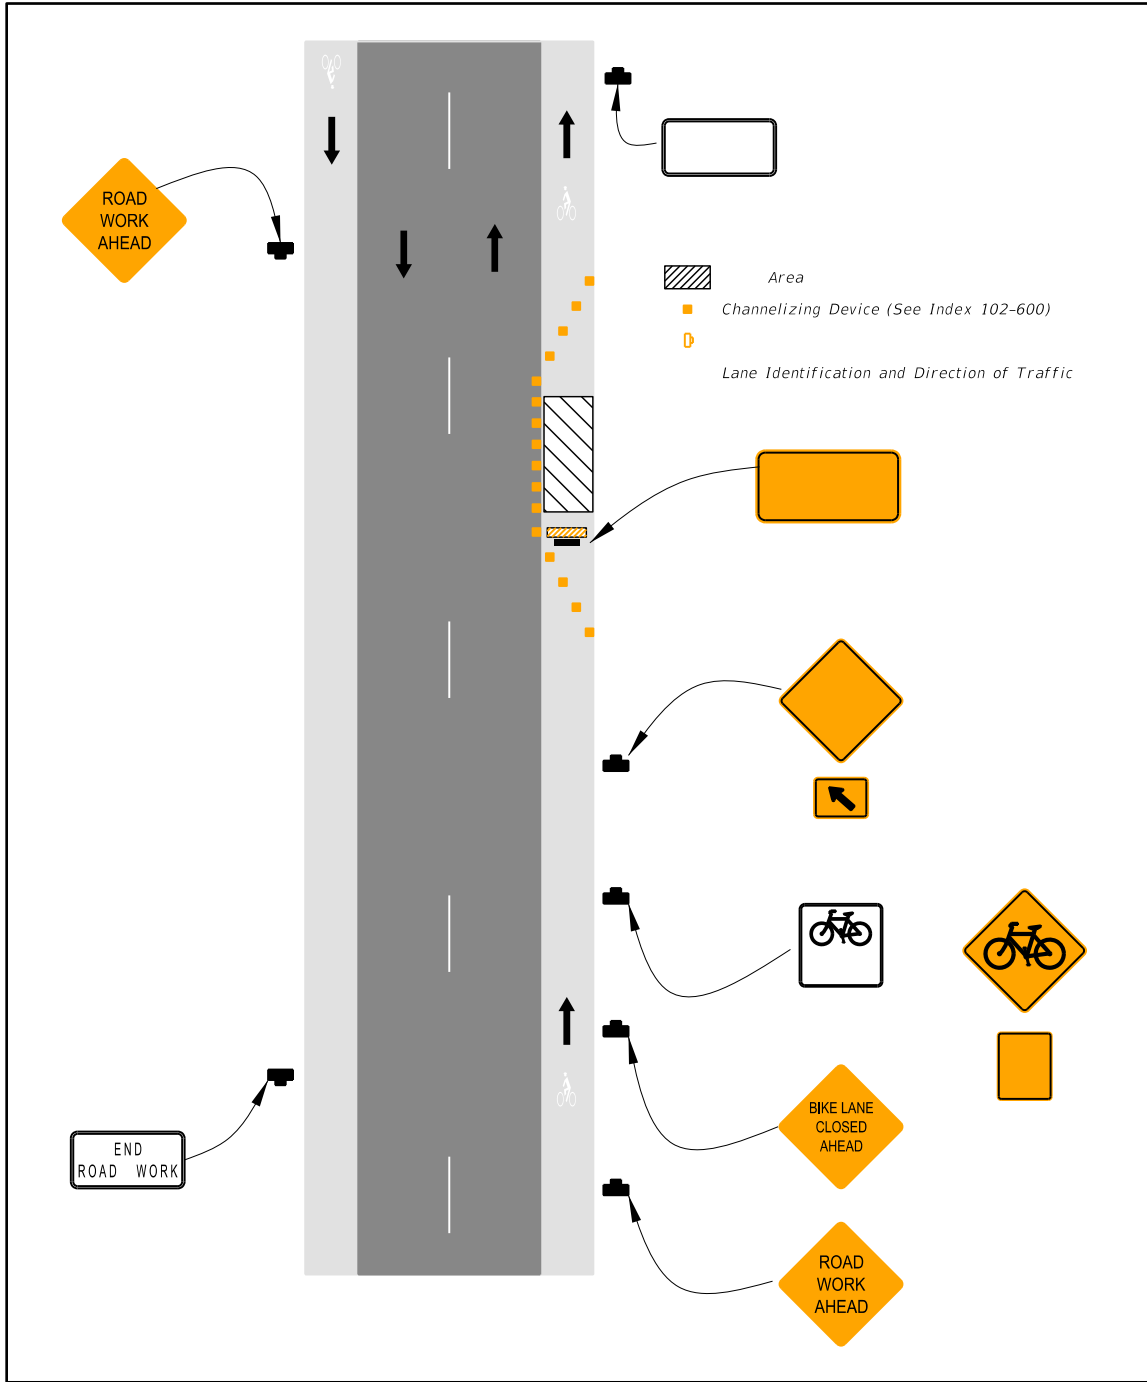 ROAD
WORK
AHEAD
Area
Channelizing Device (See Index 102-600)
Lane Identification and Direction of Traffic
BIKE LANE
CLOSED
AHEAD
END
ROAD WORK
ROAD
WORK
AHEAD